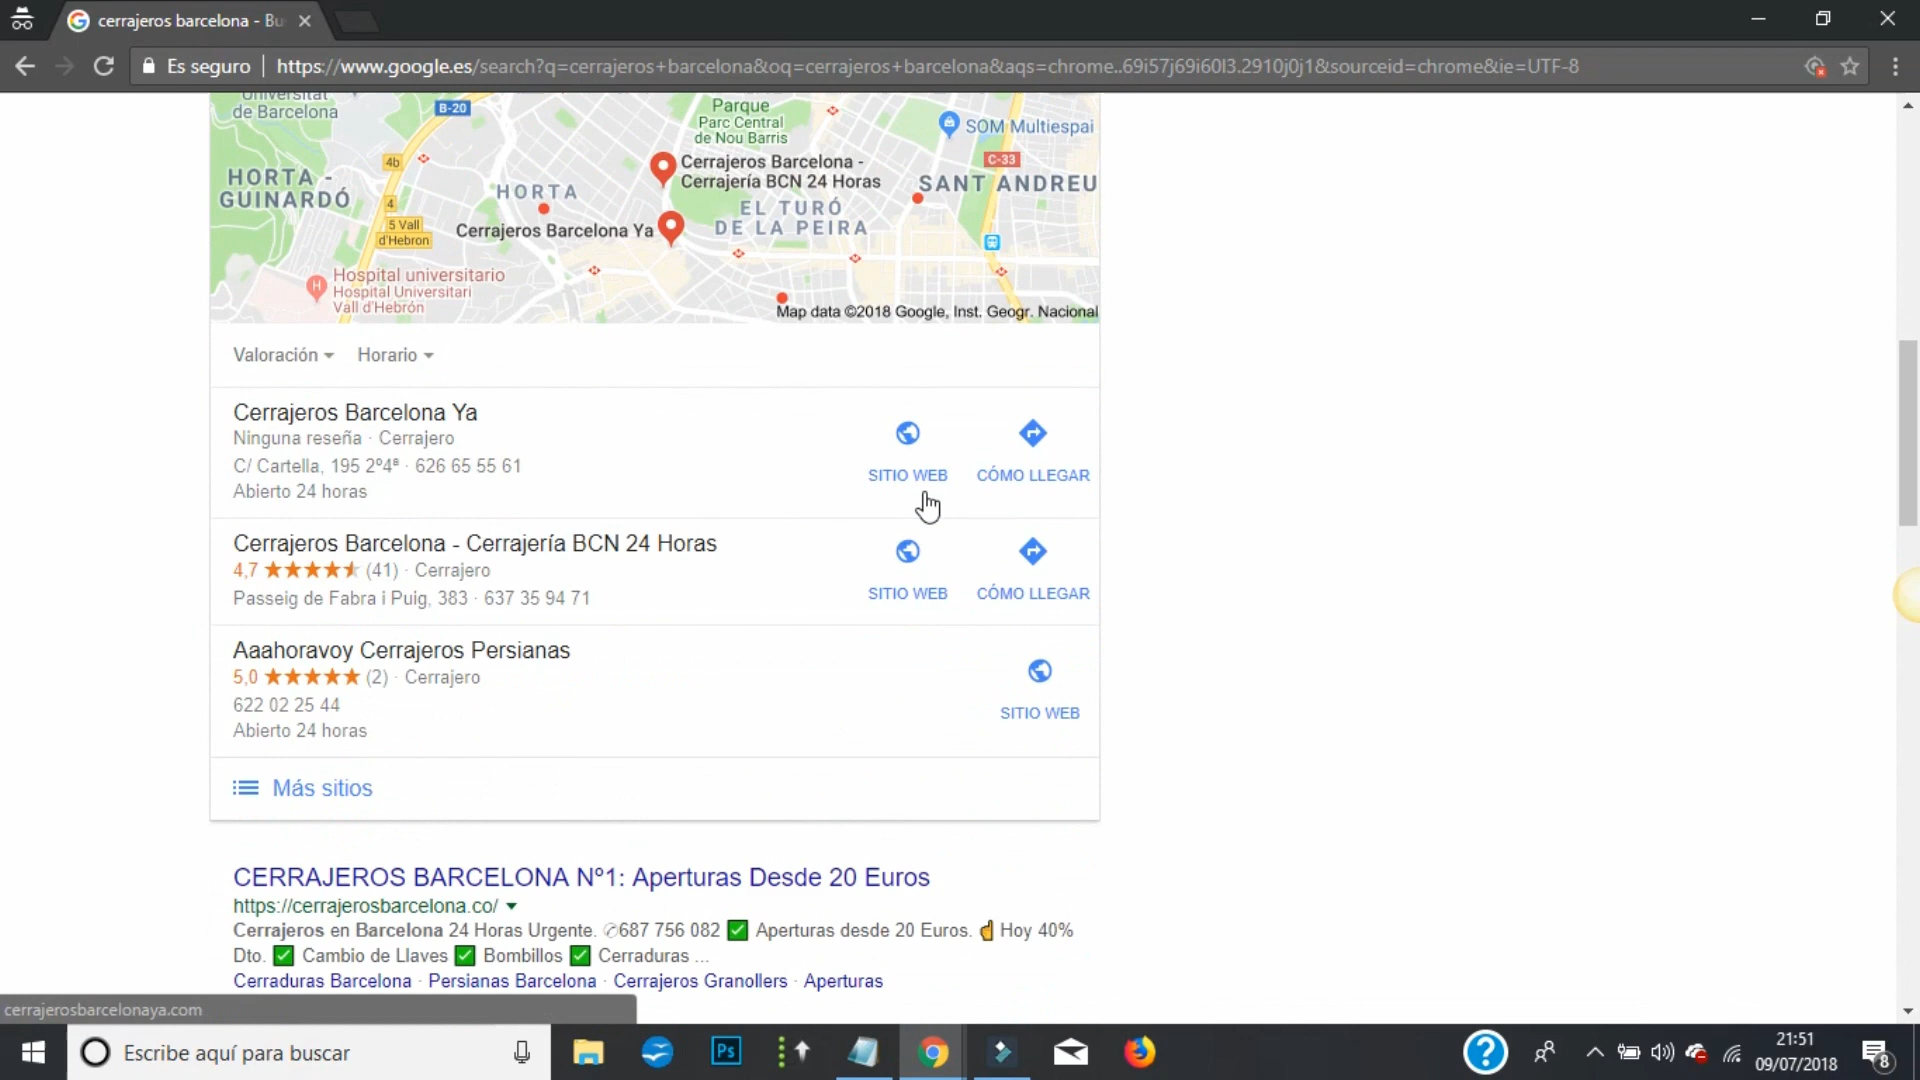 cerrajeros barcelona - Bu
Es seguro
https://www.google.es/search?q=cerrajeros+barcelona&oq=cerrajeros+barcelona&aqs=chrome..69i57j69i60l3.2910j0j1&sourceid=chrome&ie=UTF-8
Universitat
de Barcelona
B-20
Parque
Parc Central
de Nou Barris
SOM Multiespai
4b
C-33
Cerrajeros Barcelona -
Cerrajería BCN 24 Horas
HORTA -
GUINARDÓ
HORTA
SANT ANDREU
4
EL TURÓ
DE LA PEIRA
5 Vall
d'Hebron
Cerrajeros Barcelona Ya
H
Hospital universitario
Hospital Universitari
Vall d'Hebrón
Map data ©2018 Google, Inst. Geogr. Nacional
Valoración
Horario
Cerrajeros Barcelona Ya
Ninguna reseña · Cerrajero
C/ Cartella, 195 2º4ª · 626 65 55 61
Abierto 24 horas
SITIO WEB
CÓMO LLEGAR
Cerrajeros Barcelona - Cerrajería BCN 24 Horas
4,7 ★★★★★ (41) · Cerrajero
Passeig de Fabra i Puig, 383 · 637 35 94 71
SITIO WEB
CÓMO LLEGAR
Aaahoravoy Cerrajeros Persianas
5,0 ★★★★★ (2) · Cerrajero
622 02 25 44
Abierto 24 horas
SITIO WEB
Más sitios
CERRAJEROS BARCELONA Nº1: Aperturas Desde 20 Euros
https://cerrajerosbarcelona.co/
Cerrajeros en Barcelona 24 Horas Urgente. ✆687 756 082 ✅ Aperturas desde 20 Euros. ☝ Hoy 40%
Dto. ✅ Cambio de Llaves ✅ Bombillos ✅ Cerraduras ...
Cerraduras Barcelona · Persianas Barcelona · Cerrajeros Granollers · Aperturas
cerrajerosbarcelonaya.com
Escribe aquí para buscar
Ps
?
21:51
09/07/2018
8